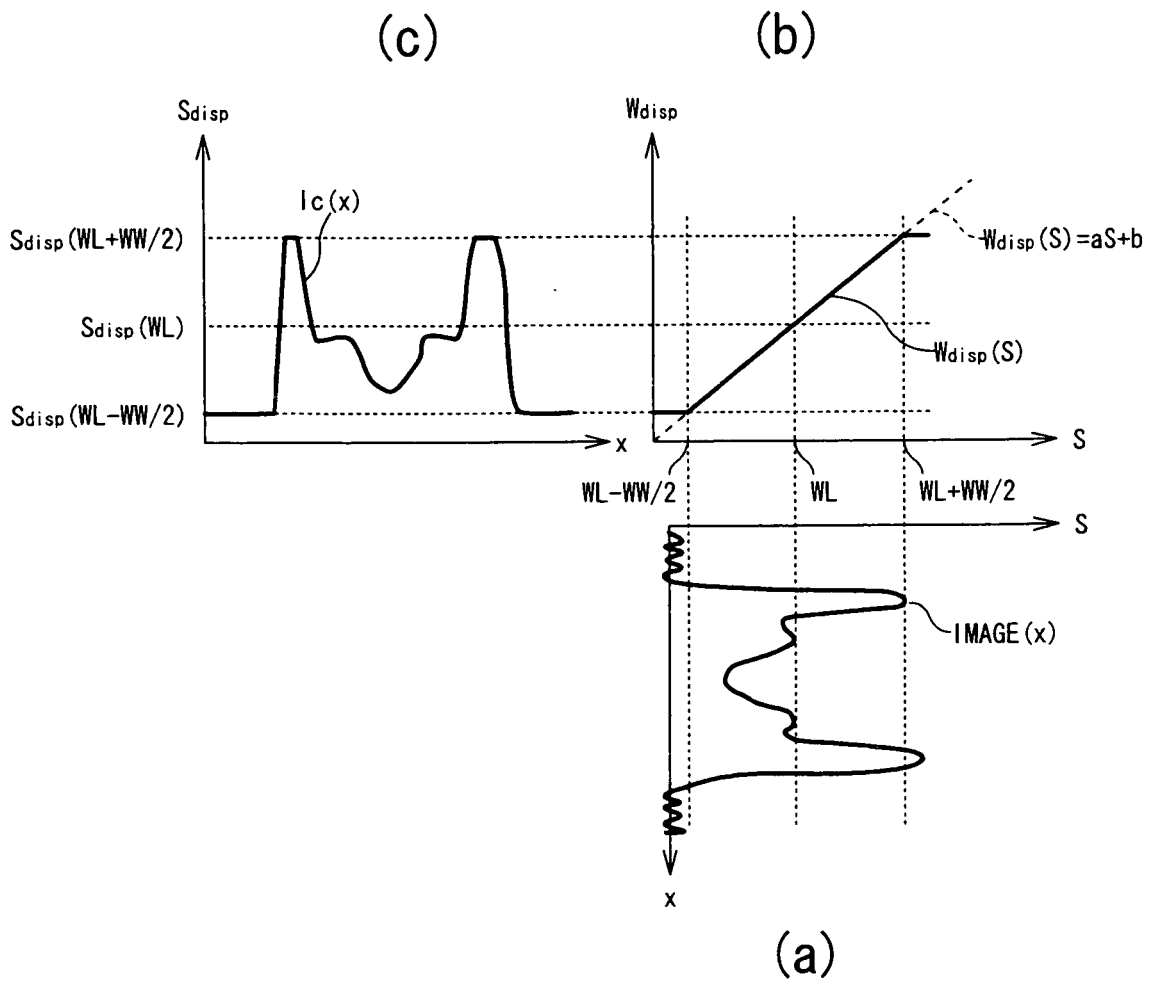 (c)
(b)
Sdisp
Wdisp
Ic(x)
Sdisp(WL+WW/2)
Wdisp(S)=aS+b
Sdisp(WL)
Wdisp(S)
Sdisp(WL-WW/2)
x
S
WL-WW/2
WL
WL+WW/2
S
IMAGE(x)
x
(a)